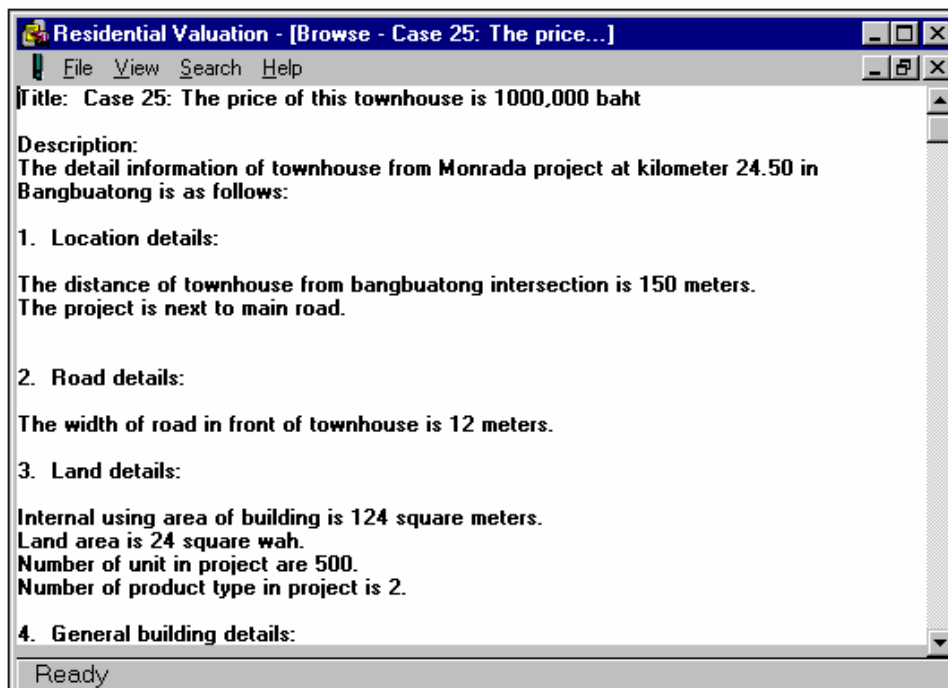 Residential Valuation - [Browse - Case 25: The price...]
File View Search Help
Title: Case 25: The price of this townhouse is 1000,000 baht
Description:
The detail information of townhouse from Monrada project at kilometer 24.50 in
Bangbuatong is as follows:
1. Location details:
The distance of townhouse from bangbuatong intersection is 150 meters.
The project is next to main road.
2. Road details:
The width of road in front of townhouse is 12 meters.
3. Land details:
Internal using area of building is 124 square meters.
Land area is 24 square wah.
Number of unit in project are 500.
Number of product type in project is 2.
4. General building details:
Ready